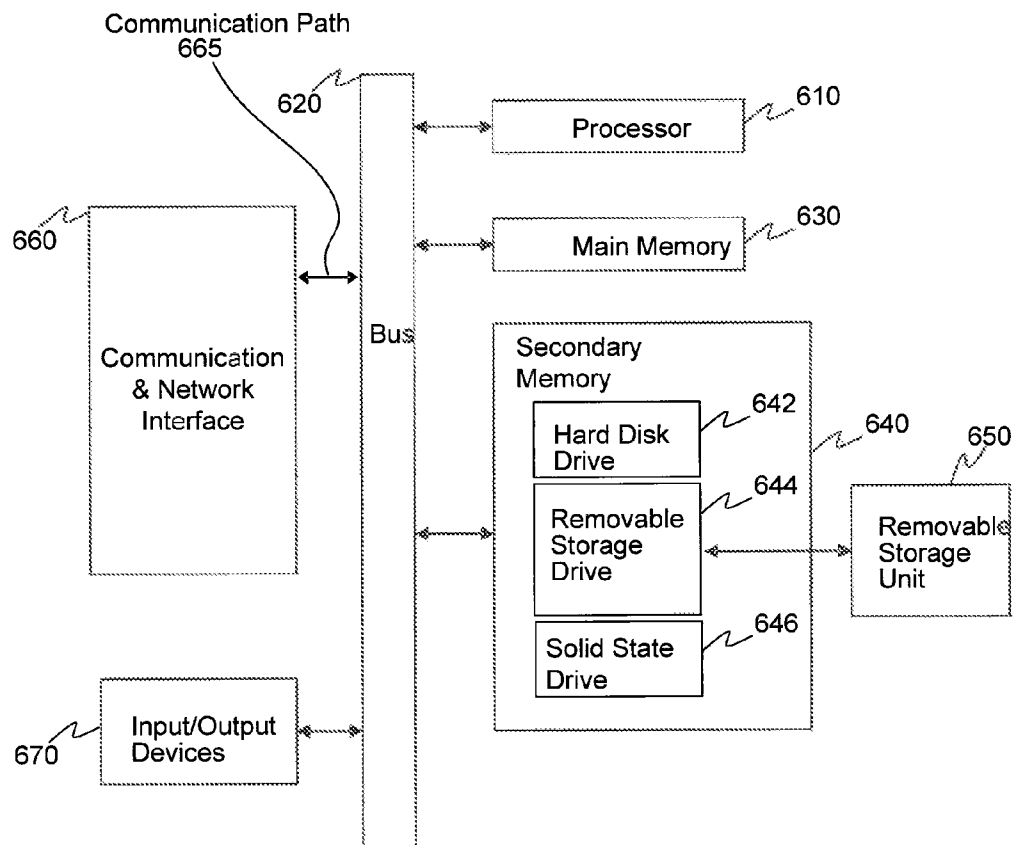 Communication Path
665
620
610
Processor
660
630
Main Memory
Bus
Communication
& Network
Interface
Secondary
Memory
642
Hard Disk
Drive
640
650
644
Removable
Storage
Drive
Removable
Storage
Unit
646
Solid State
Drive
670
Input/Output
Devices